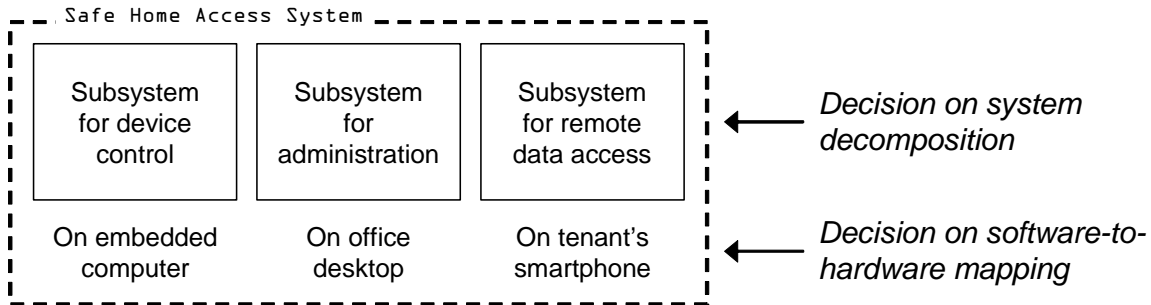 Safe Home Access System
Subsystem
for device
control
Subsystem
for
administration
Subsystem
for remote
data access
Decision on system
decomposition
On embedded
computer
On office
desktop
On tenant's
smartphone
Decision on software-to-
hardware mapping